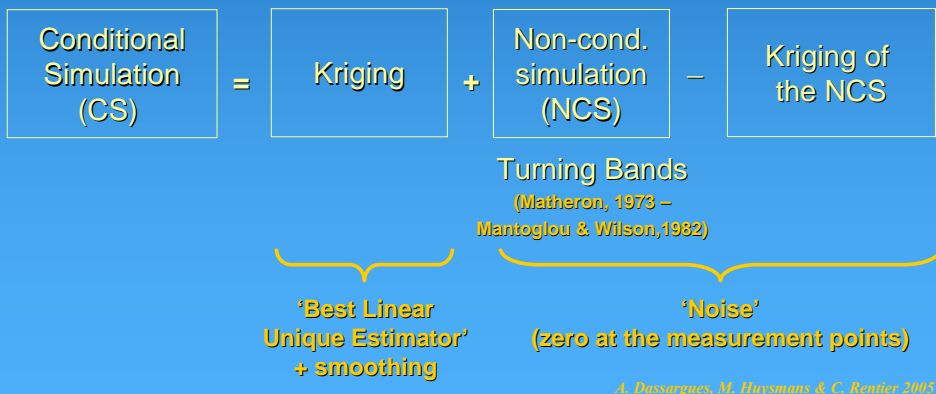 Conditional
Simulation
(CS)
=
Kriging
+
Non-cond.
simulation
(NCS)
–
Kriging of
the NCS
Turning Bands
(Matheron, 1973 –
Mantoglou & Wilson,1982)
‘Best Linear
Unique Estimator’
+ smoothing
‘Noise’
(zero at the measurement points)
A. Dassargues, M. Huysmans & C. Rentier 2005